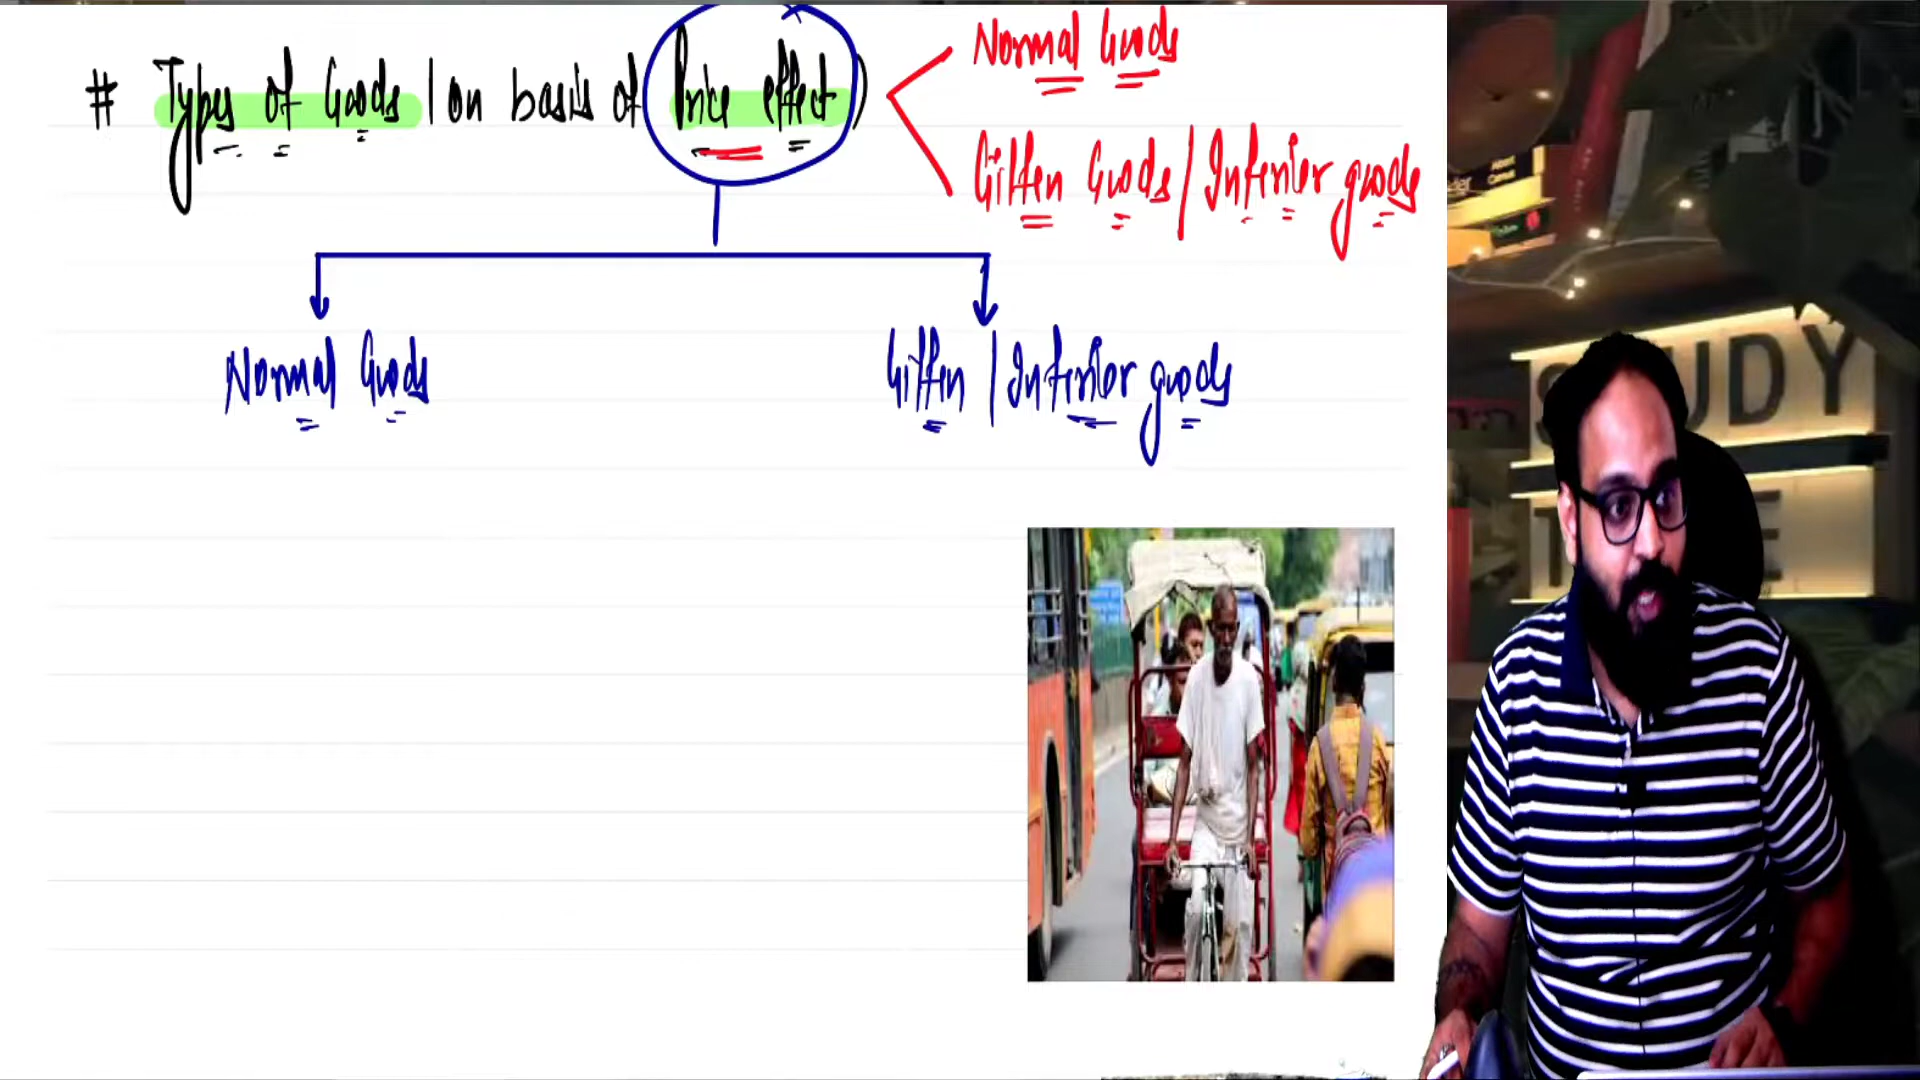 # Types of Goods (on basis of Price effect)
Normal Goods
Giffen Goods / Inferior goods
Normal Goods
Giffen / Inferior goods
STUDY